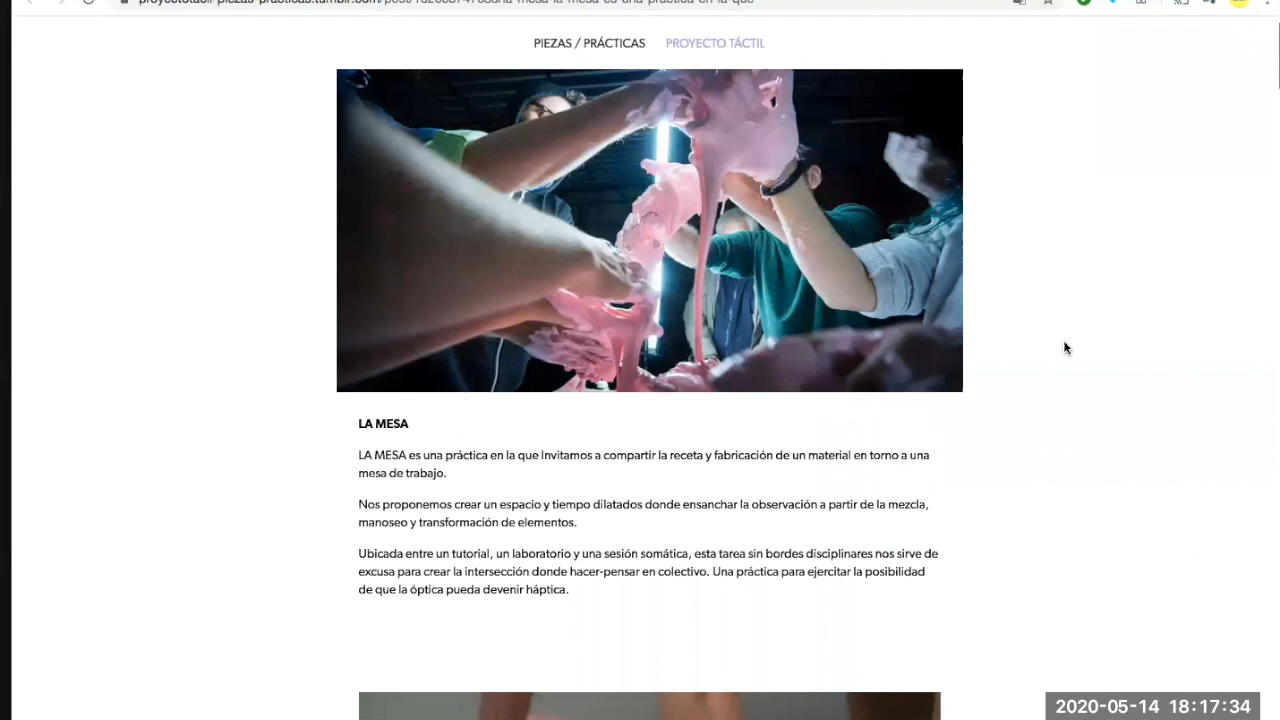 PIEZAS / PRÁCTICAS PROYECTO TÁCTIL
LA MESA
LA MESA es una práctica en la que Invitamos a compartir la receta y fabricación de un material en torno a una
mesa de trabajo.
Nos proponemos crear un espacio y tiempo dilatados donde ensanchar la observación a partir de la mezcla,
manoseo y transformación de elementos.
Ubicada entre un tutorial, un laboratorio y una sesión somática, esta tarea sin bordes disciplinares nos sirve de
excusa para crear la intersección donde hacer-pensar en colectivo. Una práctica para ejercitar la posibilidad
de que la óptica pueda devenir háptica.
2020-05-14 18:17:34